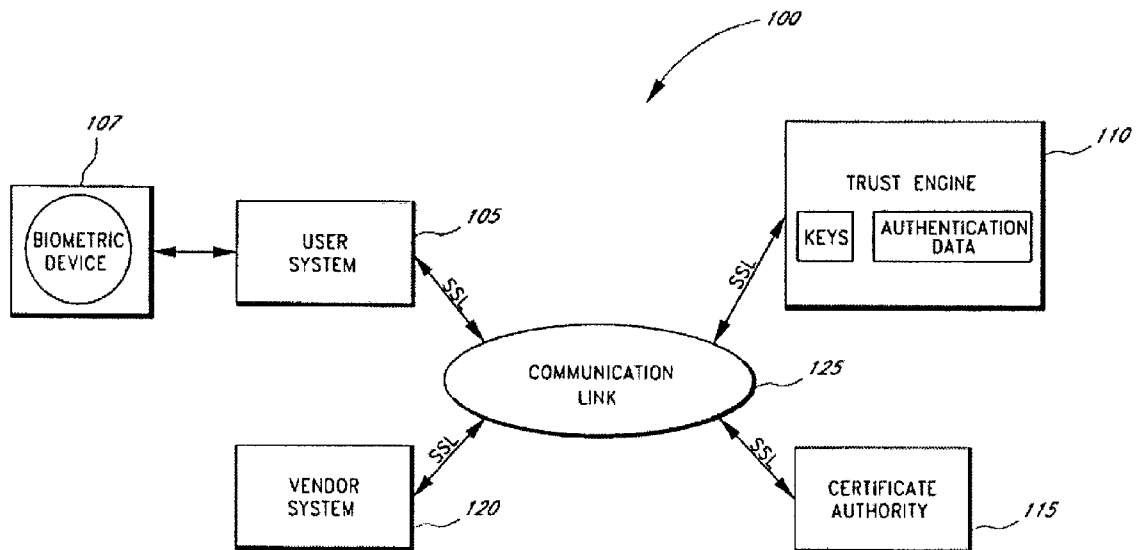 100
107
110
TRUST ENGINE
KEYS
AUTHENTICATION
DATA
105
BIOMETRIC
DEVICE
USER
SYSTEM
SSL
SSL
COMMUNICATION
LINK
125
SSL
SSL
VENDOR
SYSTEM
120
CERTIFICATE
AUTHORITY
115